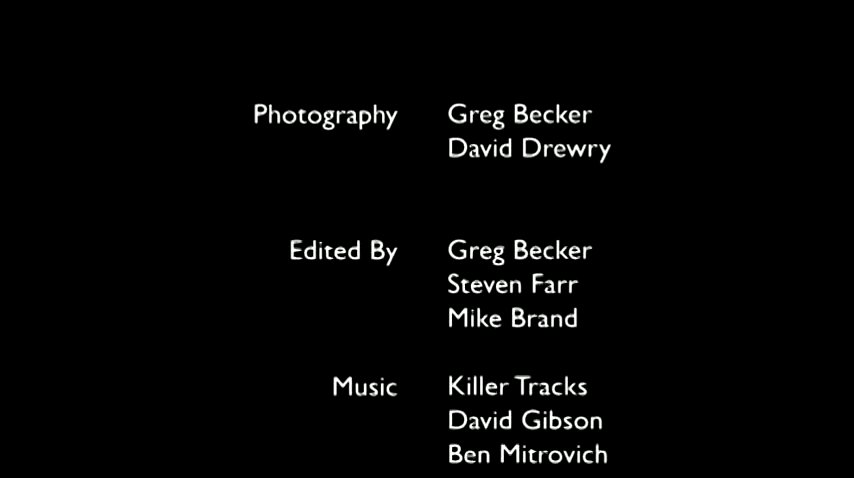 Photography Greg Becker
David Drewry
Edited By Greg Becker
Steven Farr
Mike Brand
Music Killer Tracks
David Gibson
Ben Mitrovich